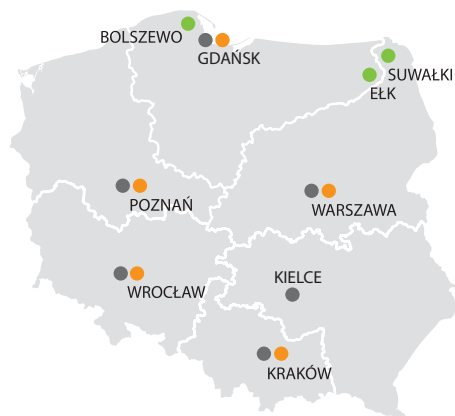 BOLSZEWO
GDAŃSK
SUWAŁKI
EŁK
POZNAŃ
WARSZAWA
KIELCE
WROCŁAW
KRAKÓW